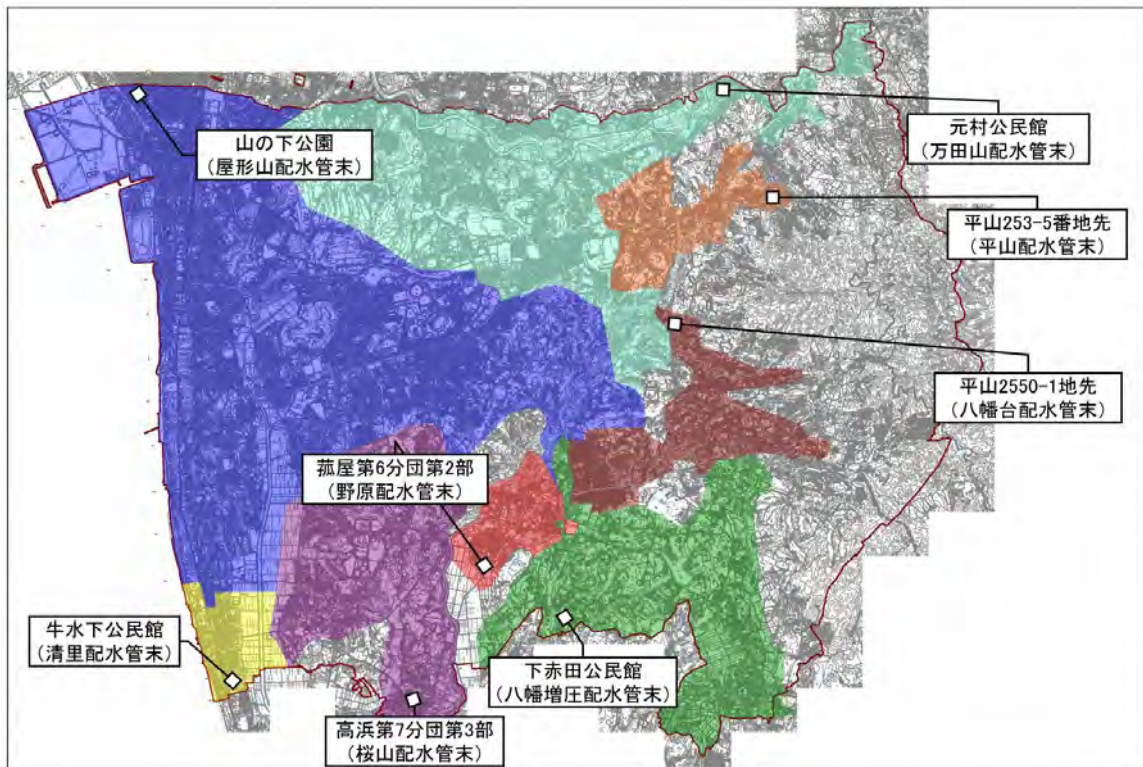 山の下公園
（屋形山配水管末）
元村公民館
（万田山配水管末）
平山253-5番地先
（平山配水管末）
平山2550-1地先
（八幡台配水管末）
菰屋第6分団第2部
（野原配水管末）
牛水下公民館
（清里配水管末）
下赤田公民館
（八幡増圧配水管末）
高浜第7分団第3部
（桜山配水管末）